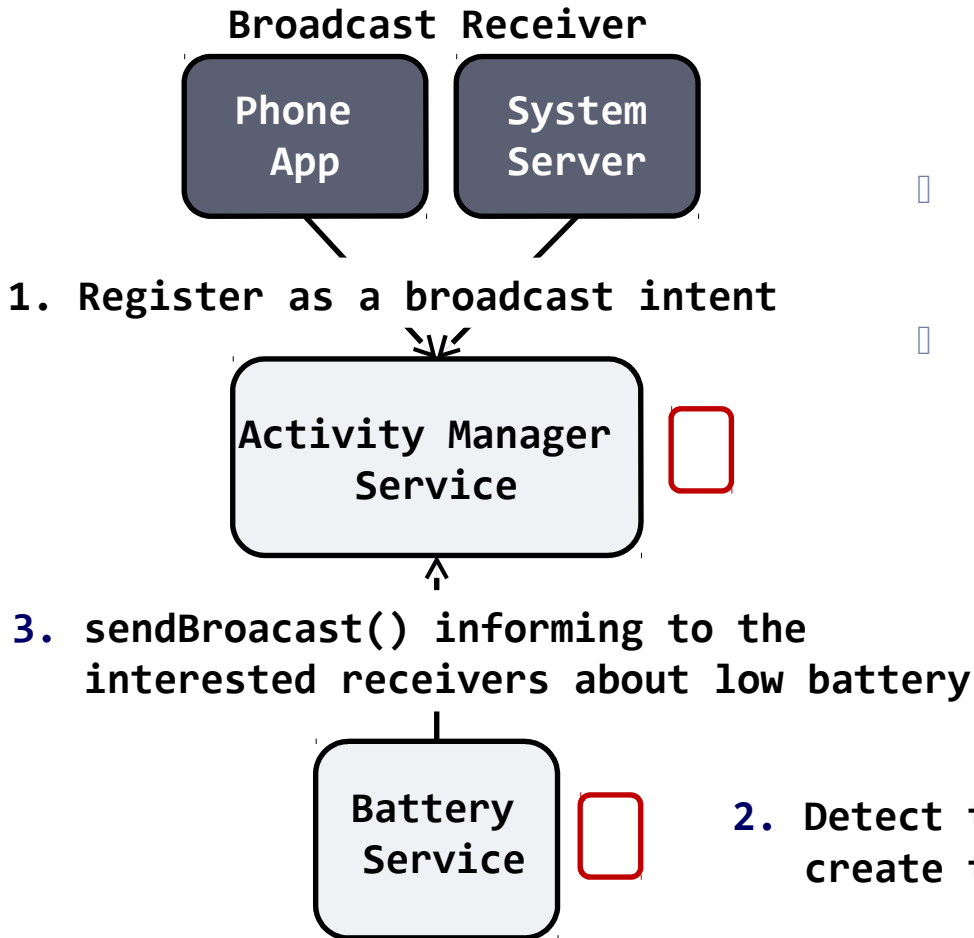 Broadcast Receiver
Phone
App
System
Server
1. Register as a broadcast intent
Activity Manager
Service
3. sendBroacast() informing to the
interested receivers about low battery
Battery
Service
2. Detect
create